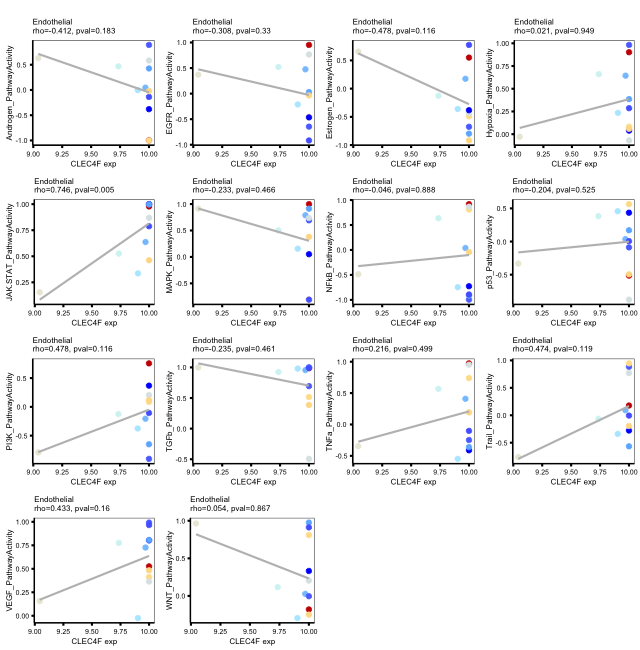 Endothelial
rho=-0.412, pval=0.183
Androgen_PathwayActivity
0.5
0.0
-0.5
-1.0
9.00 9.25 9.50 9.75 10.00
CLEC4F exp
Endothelial
rho=-0.308, pval=0.33
EGFR_PathwayActivity
1.0
0.5
0.0
-0.5
-1.0
9.00 9.25 9.50 9.75 10.00
CLEC4F exp
Endothelial
rho=-0.478, pval=0.116
Estrogen_PathwayActivity
0.5
0.0
-0.5
-1.0
9.00 9.25 9.50 9.75 10.00
CLEC4F exp
Endothelial
rho=0.021, pval=0.949
Hypoxia_PathwayActivity
1.00
0.75
0.50
0.25
0.00
9.00 9.25 9.50 9.75 10.00
CLEC4F exp
Endothelial
rho=0.746, pval=0.005
JAK.STAT_PathwayActivity
1.00
0.75
0.50
0.25
9.00 9.25 9.50 9.75 10.00
CLEC4F exp
Endothelial
rho=-0.233, pval=0.466
MAPK_PathwayActivity
1.0
0.5
0.0
-0.5
9.00 9.25 9.50 9.75 10.00
CLEC4F exp
Endothelial
rho=-0.046, pval=0.888
NFkB_PathwayActivity
1.0
0.5
0.0
-0.5
-1.0
9.00 9.25 9.50 9.75 10.00
CLEC4F exp
Endothelial
rho=-0.204, pval=0.525
p53_PathwayActivity
0.5
0.0
-0.5
9.00 9.25 9.50 9.75 10.00
CLEC4F exp
Endothelial
rho=0.478, pval=0.116
PI3K_PathwayActivity
0.5
0.0
-0.5
9.00 9.25 9.50 9.75 10.00
CLEC4F exp
Endothelial
rho=-0.235, pval=0.461
TGFb_PathwayActivity
1.0
0.5
0.0
-0.5
9.00 9.25 9.50 9.75 10.00
CLEC4F exp
Endothelial
rho=0.216, pval=0.499
TNFa_PathwayActivity
1.0
0.5
0.0
-0.5
9.00 9.25 9.50 9.75 10.00
CLEC4F exp
Endothelial
rho=0.474, pval=0.119
Trail_PathwayActivity
0.5
0.0
-0.5
9.00 9.25 9.50 9.75 10.00
CLEC4F exp
Endothelial
rho=0.433, pval=0.16
VEGF_PathwayActivity
1.00
0.75
0.50
0.25
0.00
9.00 9.25 9.50 9.75 10.00
CLEC4F exp
Endothelial
rho=0.054, pval=0.867
WNT_PathwayActivity
1.0
0.5
0.0
9.00 9.25 9.50 9.75 10.00
CLEC4F exp